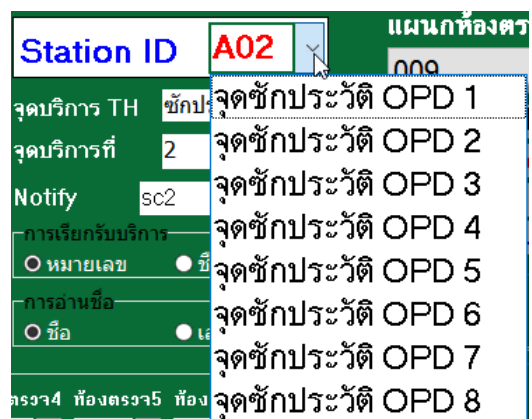 แผนกห้องตร
Station ID A02
009
จุดบริการ TH ซักปร
จุดบริการที่ 2
Notify sc2
การเรียกรับบริการ
หมายเลข ชื
การอ่านชื่อ
ชื่อ
ตรวจ4 ห้องตรวจ5 ห้อง
จุดซักประวัติ OPD 1
จุดซักประวัติ OPD 2
จุดซักประวัติ OPD 3
จุดซักประวัติ OPD 4
จุดซักประวัติ OPD 5
จุดซักประวัติ OPD 6
จุดซักประวัติ OPD 7
จุดซักประวัติ OPD 8